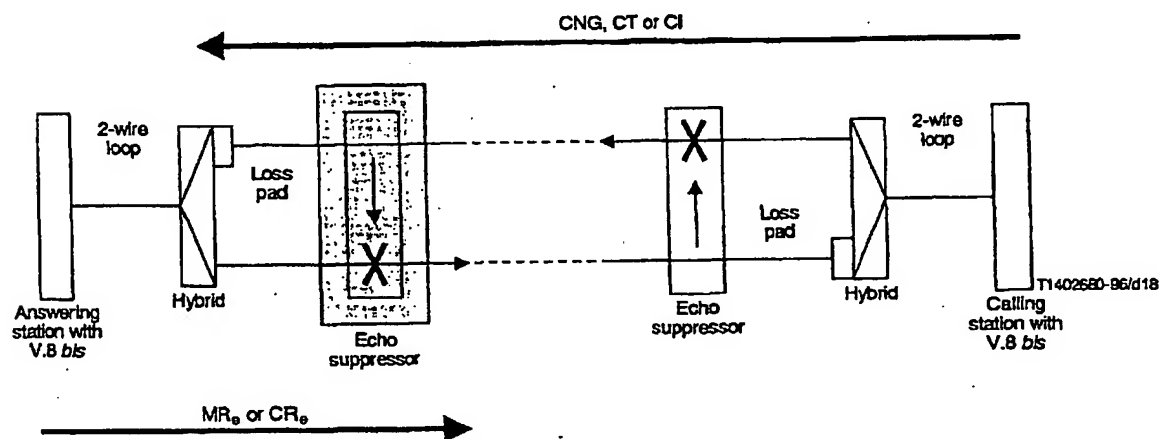 CNG, CT or CI
2-wire
loop
Loss
pad
Hybrid
Answering
station with
V.8 bis
Echo
suppressor
Echo
suppressor
Loss
pad
2-wire
loop
Hybrid
T1402680-96/d18
Calling
station with
V.8 bis
MRe or CRe